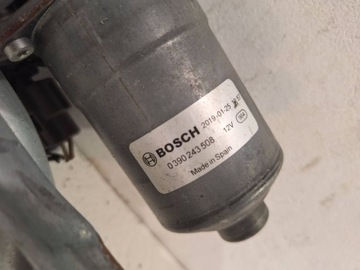 BOSCH 2019-01-25
0 390 243 508 12V
Made in Spain